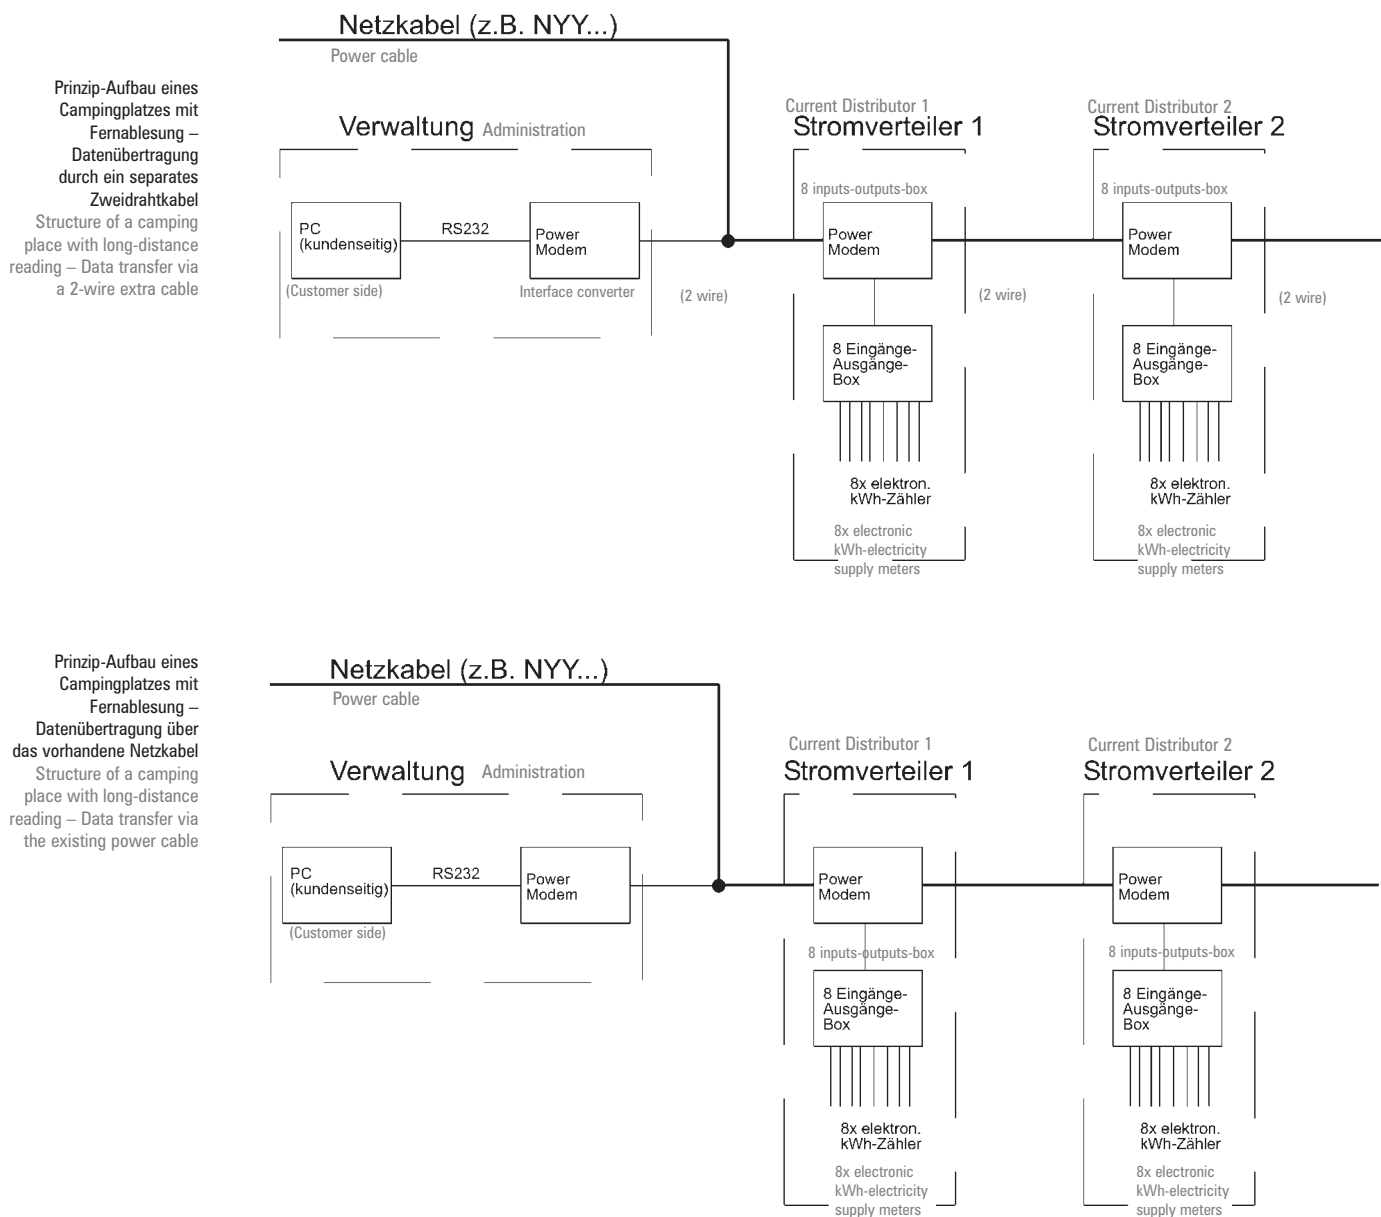 Netzkabel (z.B. NYY...)
Power cable
Prinzip-Aufbau eines
Campingplatzes mit
Fernablesung –
Datenübertragung
durch ein separates
Zweidrahtkabel
Structure of a camping
place with long-distance
reading – Data transfer via
a 2-wire extra cable
Verwaltung Administration
PC
(kundenseitig)
(Customer side)
RS232
Power
Modem
Interface converter
(2 wire)
Current Distributor 1
Stromverteiler 1
8 inputs-outputs-box
Power
Modem
(2 wire)
8 Eingänge-
Ausgänge-
Box
8x elektron.
kWh-Zähler
8x electronic
kWh-electricity
supply meters
Current Distributor 2
Stromverteiler 2
8 inputs-outputs-box
Power
Modem
(2 wire)
8 Eingänge-
Ausgänge-
Box
8x elektron.
kWh-Zähler
8x electronic
kWh-electricity
supply meters
Netzkabel (z.B. NYY...)
Power cable
Prinzip-Aufbau eines
Campingplatzes mit
Fernablesung –
Datenübertragung über
das vorhandene Netzkabel
Structure of a camping
place with long-distance
reading – Data transfer via
the existing power cable
Verwaltung Administration
PC
(kundenseitig)
(Customer side)
RS232
Power
Modem
Current Distributor 1
Stromverteiler 1
Power
Modem
8 inputs-outputs-box
8 Eingänge-
Ausgänge-
Box
8x elektron.
kWh-Zähler
8x electronic
kWh-electricity
supply meters
Current Distributor 2
Stromverteiler 2
Power
Modem
8 inputs-outputs-box
8 Eingänge-
Ausgänge-
Box
8x elektron.
kWh-Zähler
8x electronic
kWh-electricity
supply meters